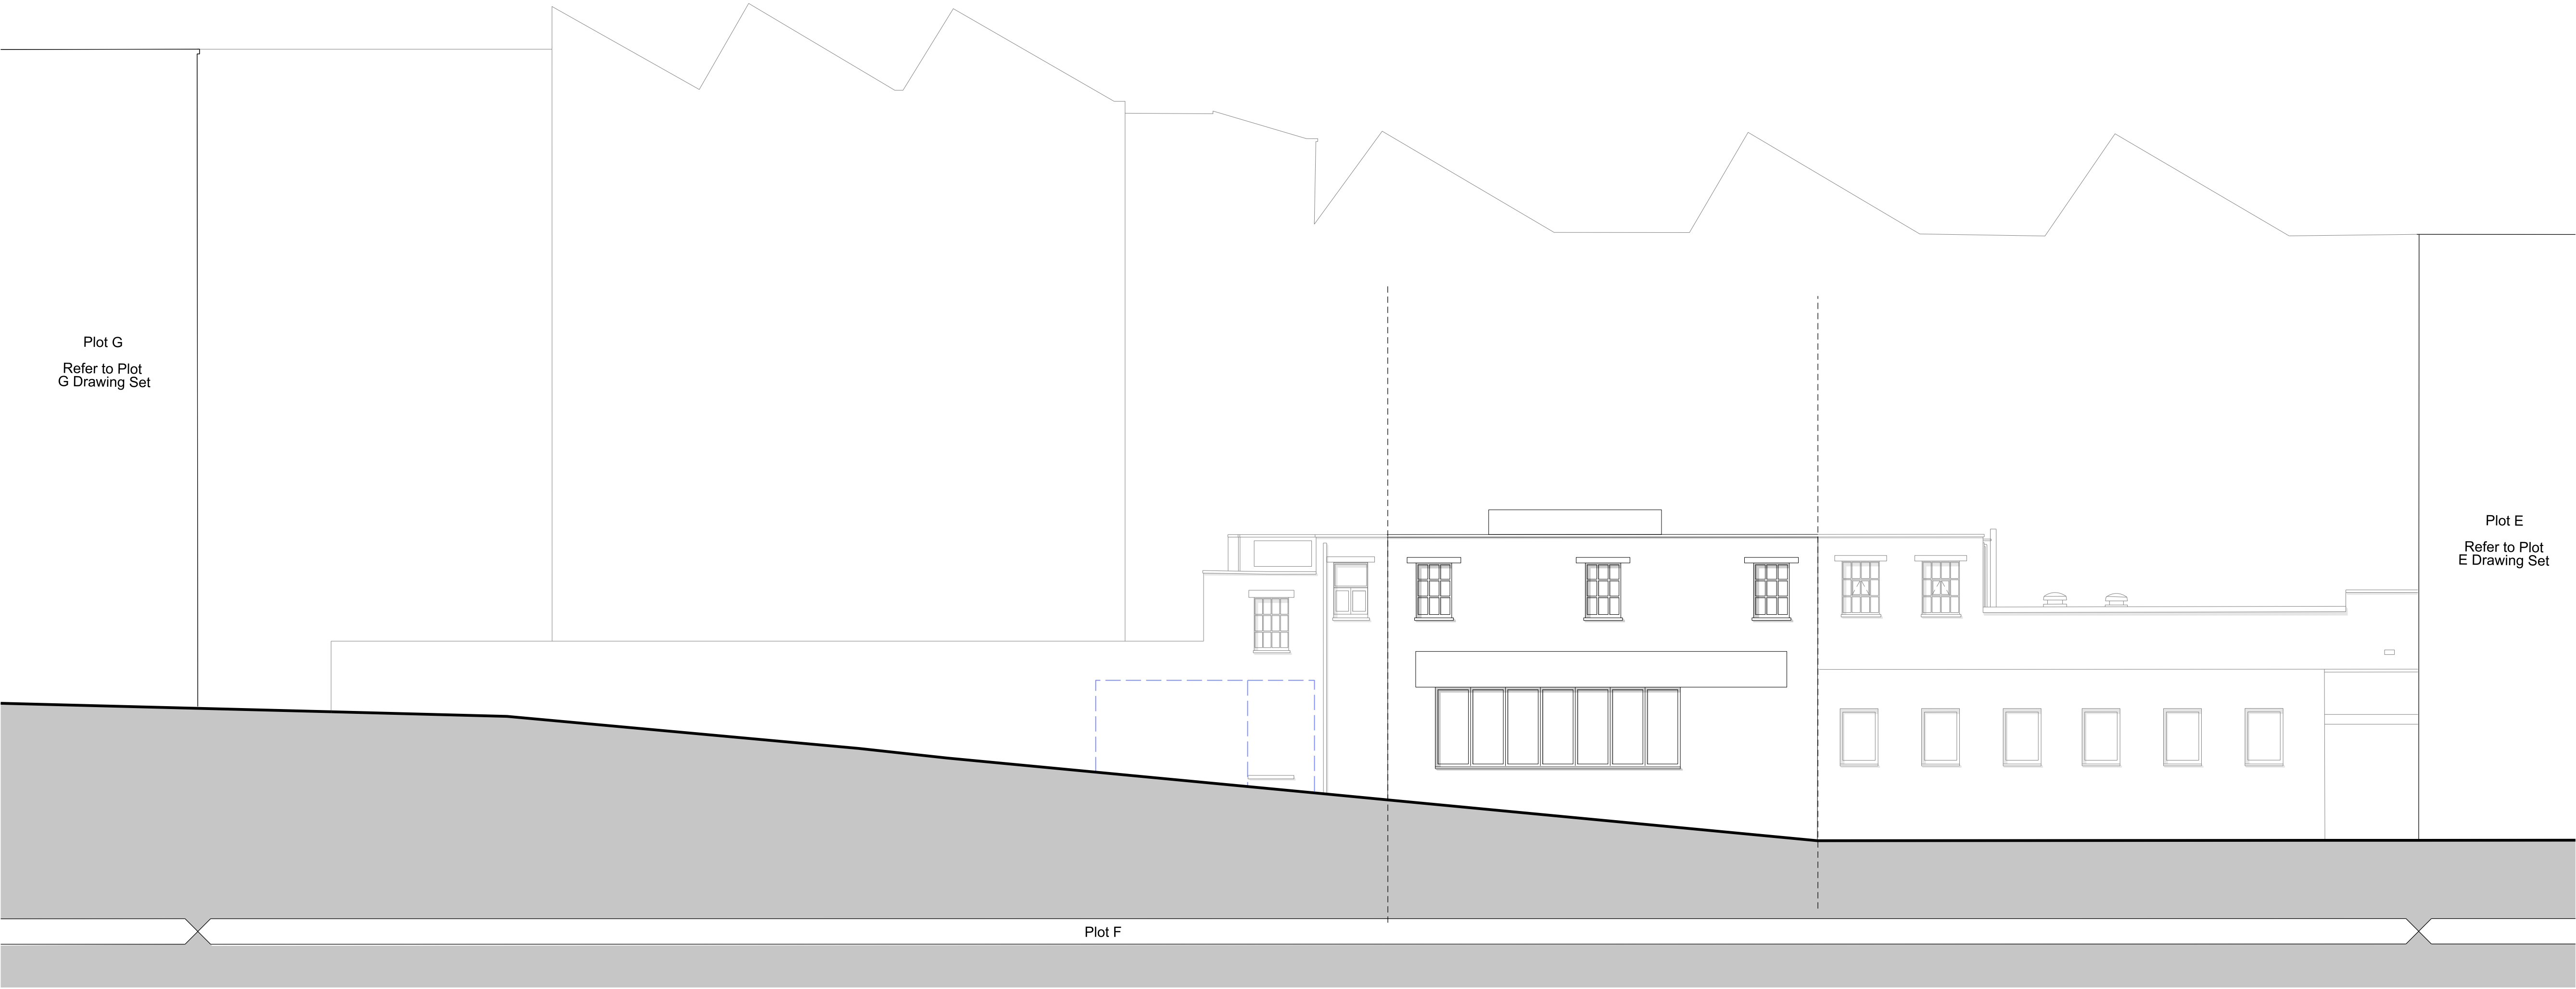 Plot G
Refer to Plot
G Drawing Set
Plot E
Refer to Plot
E Drawing Set
Plot F